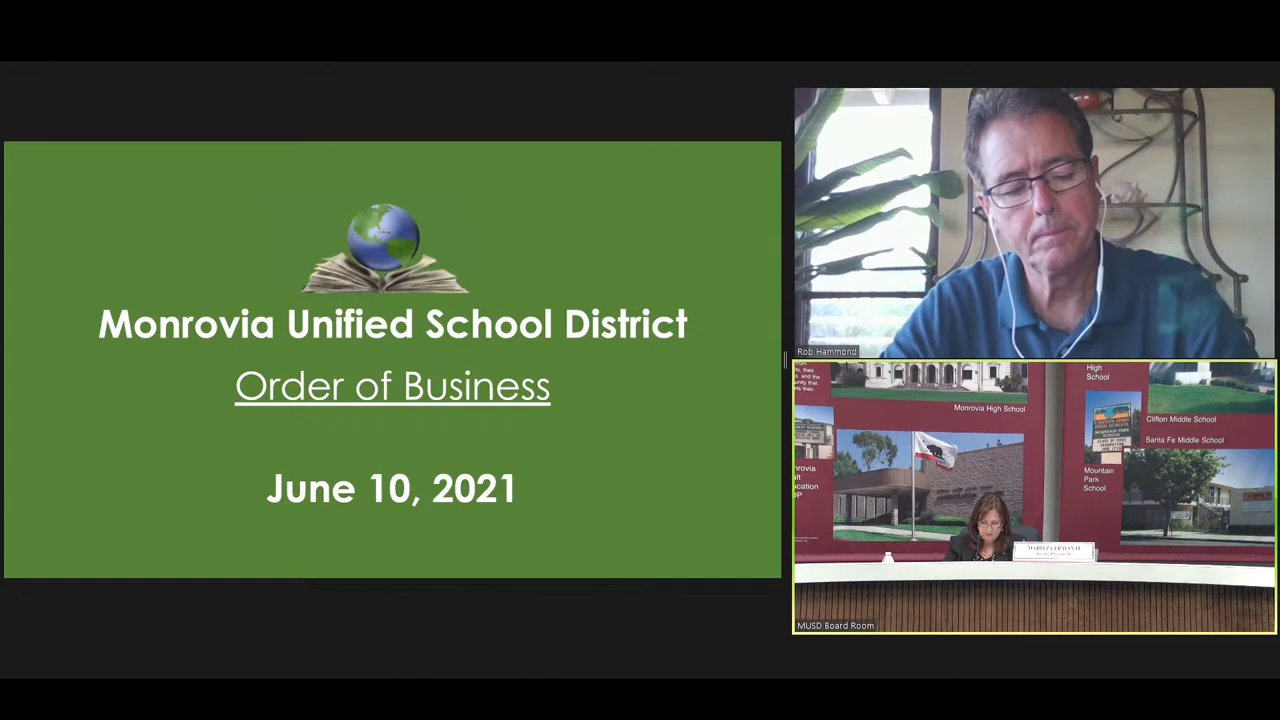 Monrovia Unified School District
Order of Business
June 10, 2021
Rob Hammond
Monrovia High School
High
School
Clifton Middle School
Santa Fe Middle School
Mountain
Park
School
MUSD Board Room